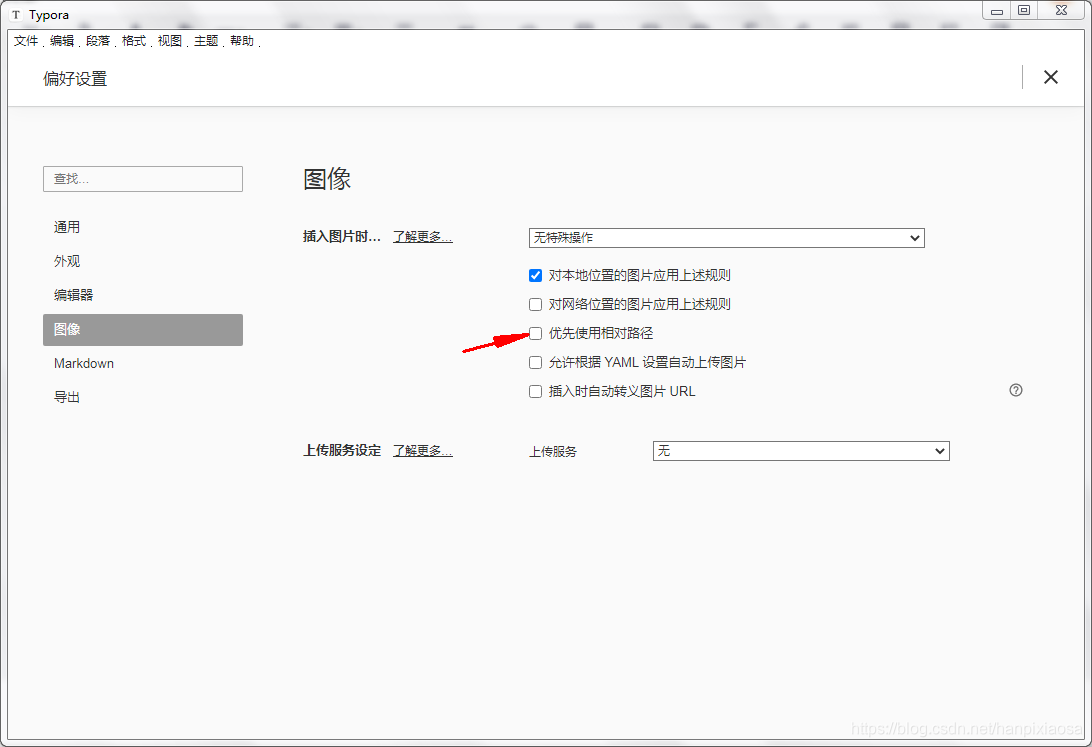 Typora
文件 编辑 段落 格式 视图 主题 帮助
偏好设置
查找...
通用
外观
编辑器
图像
Markdown
导出
图像
插入图片时... 了解更多... 无特殊操作
对本地位置的图片应用上述规则
对网络位置的图片应用上述规则
优先使用相对路径
允许根据 YAML 设置自动上传图片
插入时自动转义图片 URL
上传服务设定 了解更多... 上传服务 无
https://blog.csdn.net/hanpixiaosa